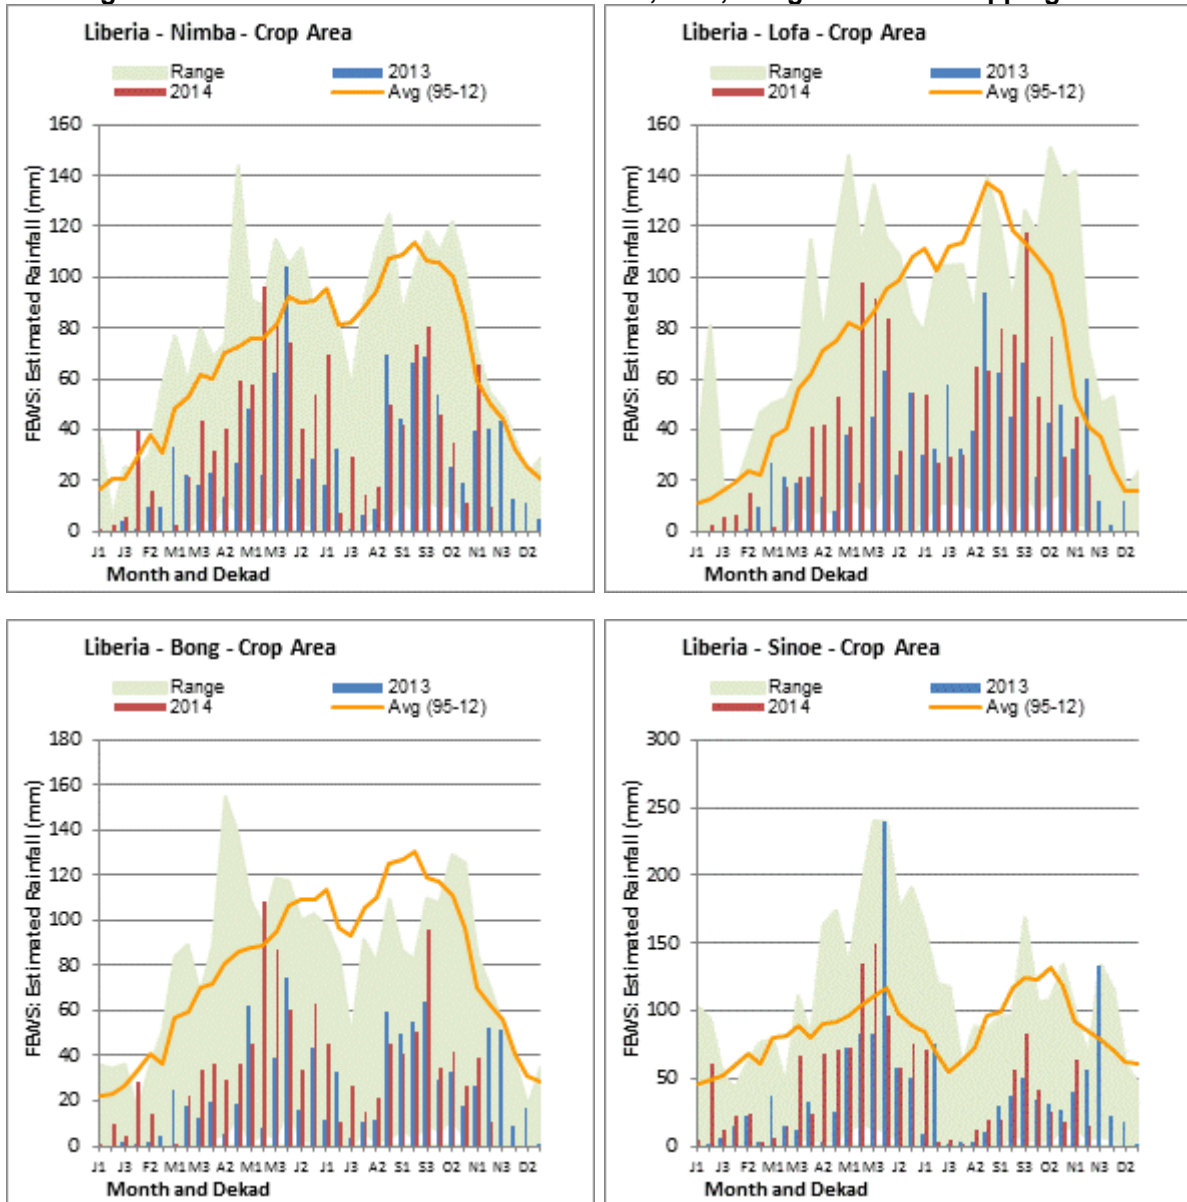 Liberia - Nimba - Crop Area
Range 2013
2014 Avg (95-12)
FEWS: Estimated Rainfall (mm)
160
140
120
100
80
60
40
20
0
J1 J3 F2 M1 M3 A2 M1 M3 J2 J1 J3 A2 S1 S3 O2 N1 N3 D2
Month and Dekad
Liberia - Lofa - Crop Area
Range 2013
2014 Avg (95-12)
FEWS: Estimated Rainfall (mm)
160
140
120
100
80
60
40
20
0
J1 J3 F2 M1 M3 A2 M1 M3 J2 J1 J3 A2 S1 S3 O2 N1 N3 D2
Month and Dekad
Liberia - Bong - Crop Area
Range 2013
2014 Avg (95-12)
FEWS: Estimated Rainfall (mm)
180
160
140
120
100
80
60
40
20
0
J1 J3 F2 M1 M3 A2 M1 M3 J2 J1 J3 A2 S1 S3 O2 N1 N3 D2
Month and Dekad
Liberia - Sinoe - Crop Area
Range 2013
2014 Avg (95-12)
FEWS: Estimated Rainfall (mm)
300
250
200
150
100
50
0
J1 J3 F2 M1 M3 A2 M1 M3 J2 J1 J3 A2 S1 S3 O2 N1 N3 D2
Month and Dekad